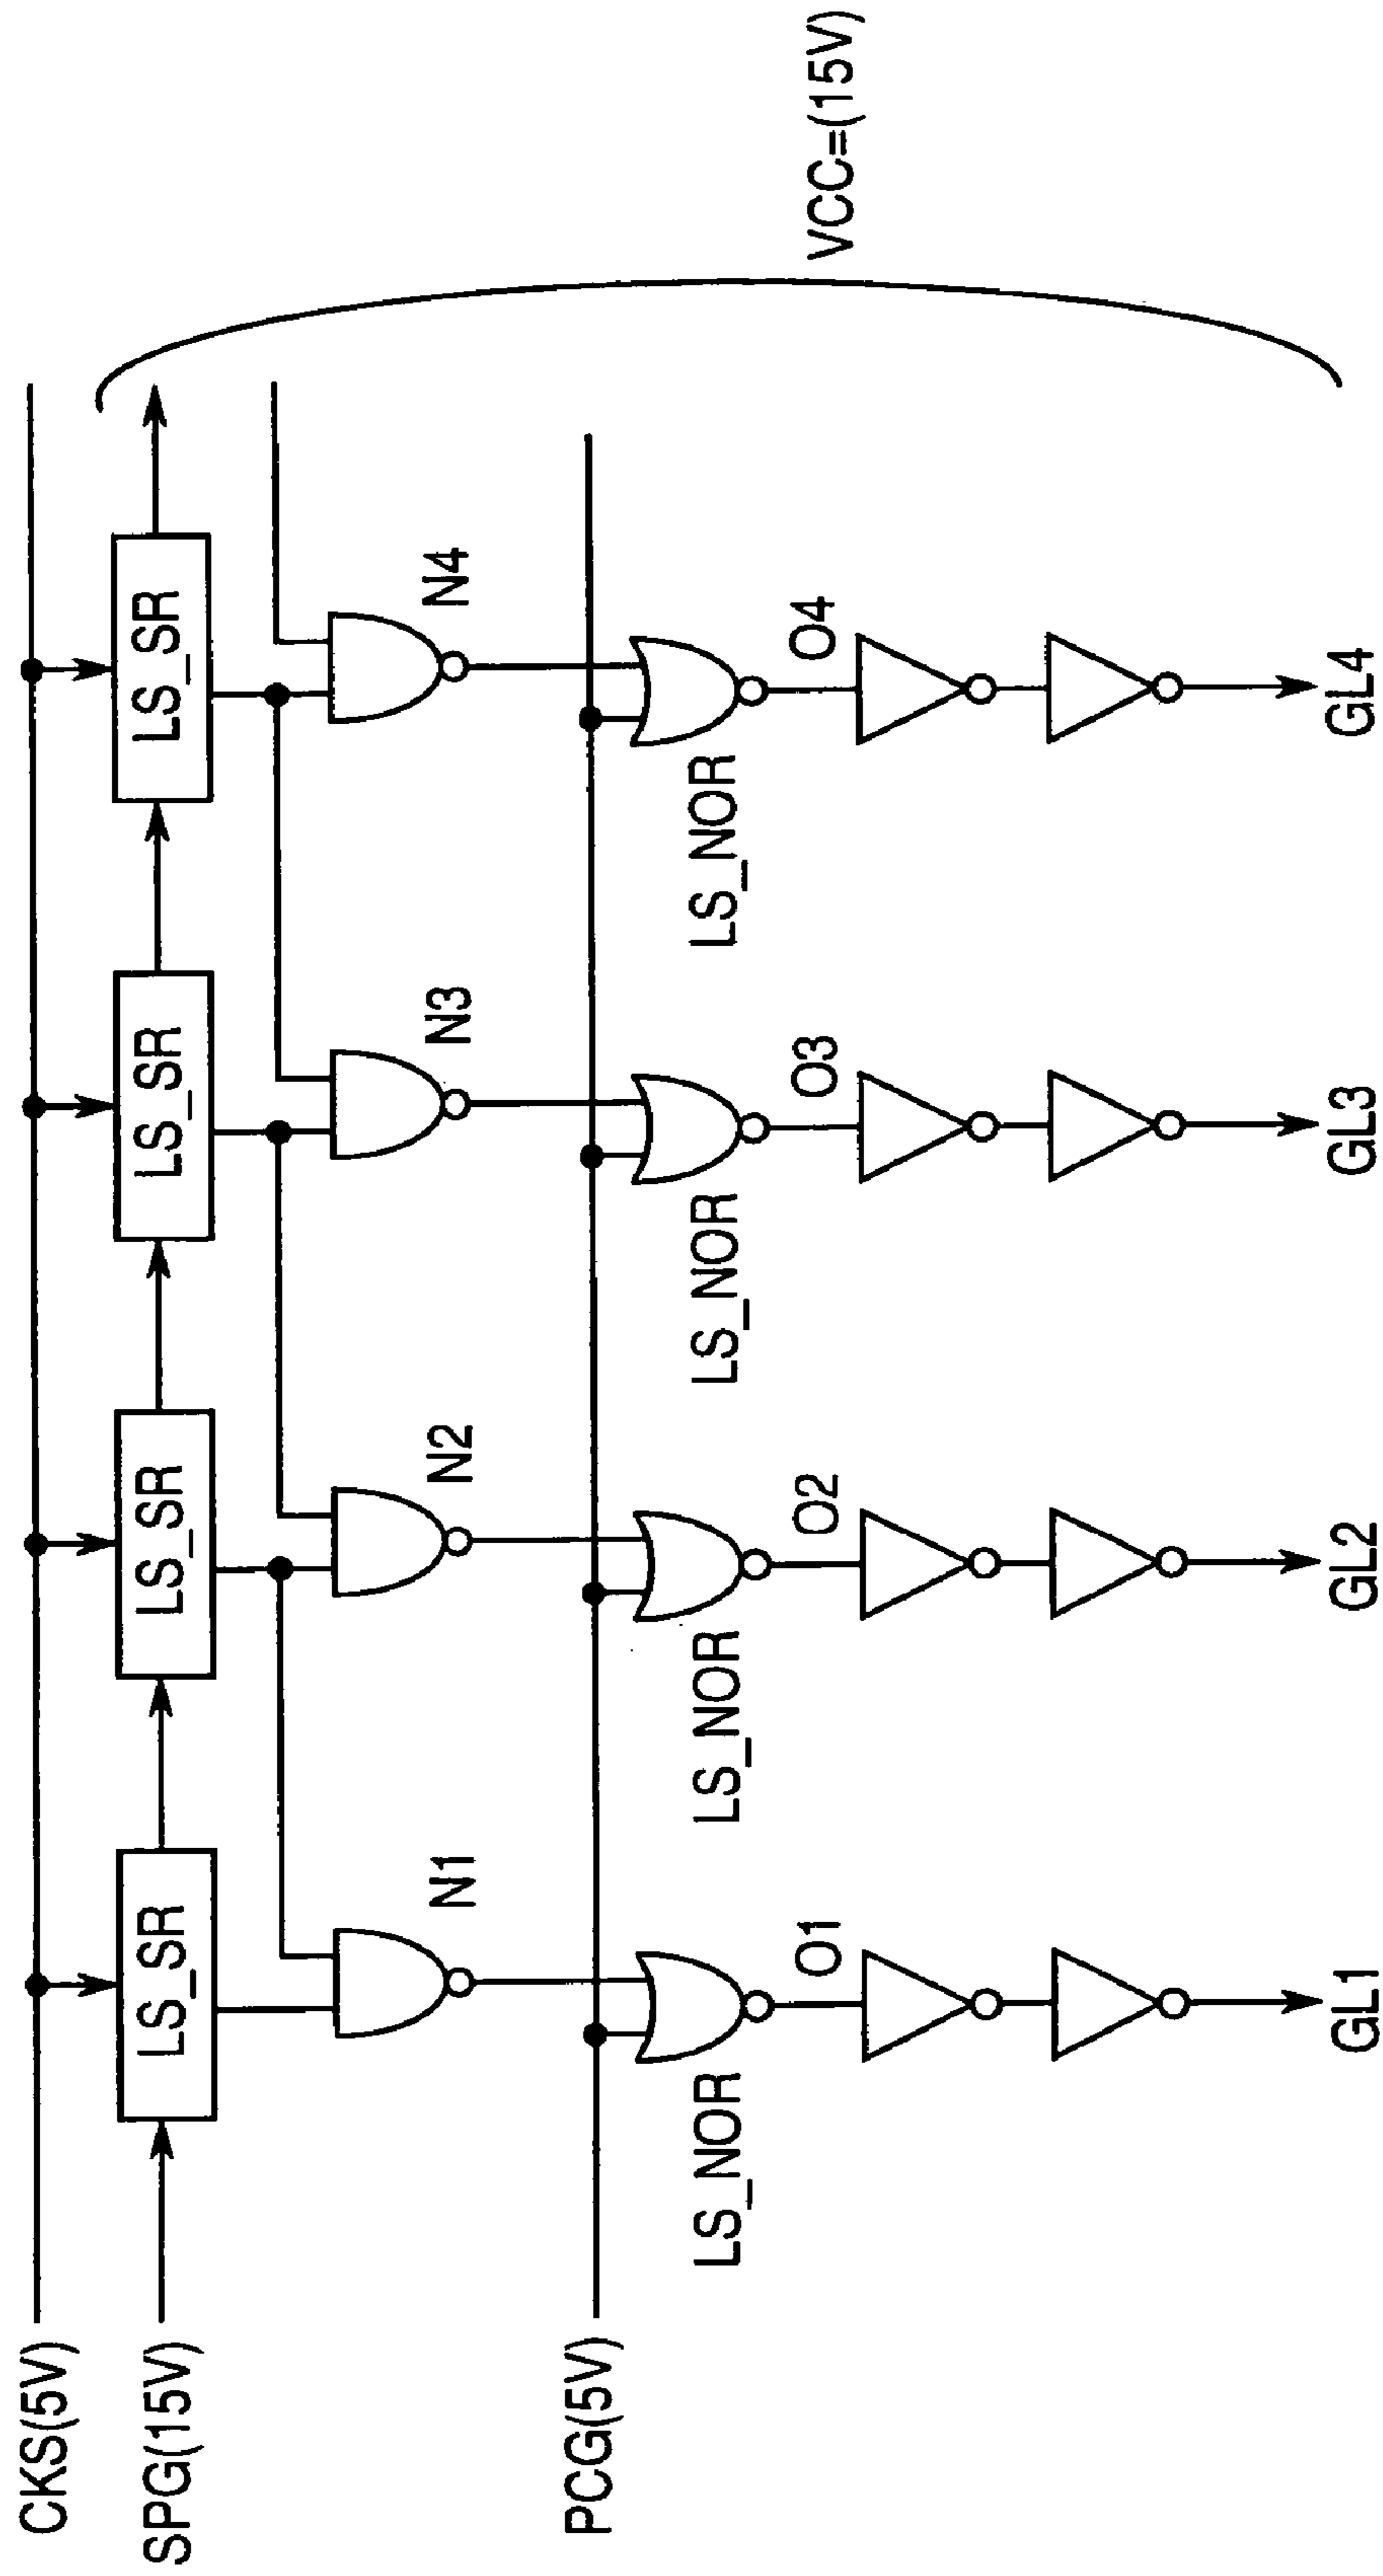 CKS(5V)
SPG(15V)
LS_SR
LS_SR
LS_SR
LS_SR
N1
N2
N3
N4
PCG(5V)
LS_NOR
LS_NOR
LS_NOR
LS_NOR
O1
O2
O3
O4
GL1
GL2
GL3
GL4
VCC=(15V)